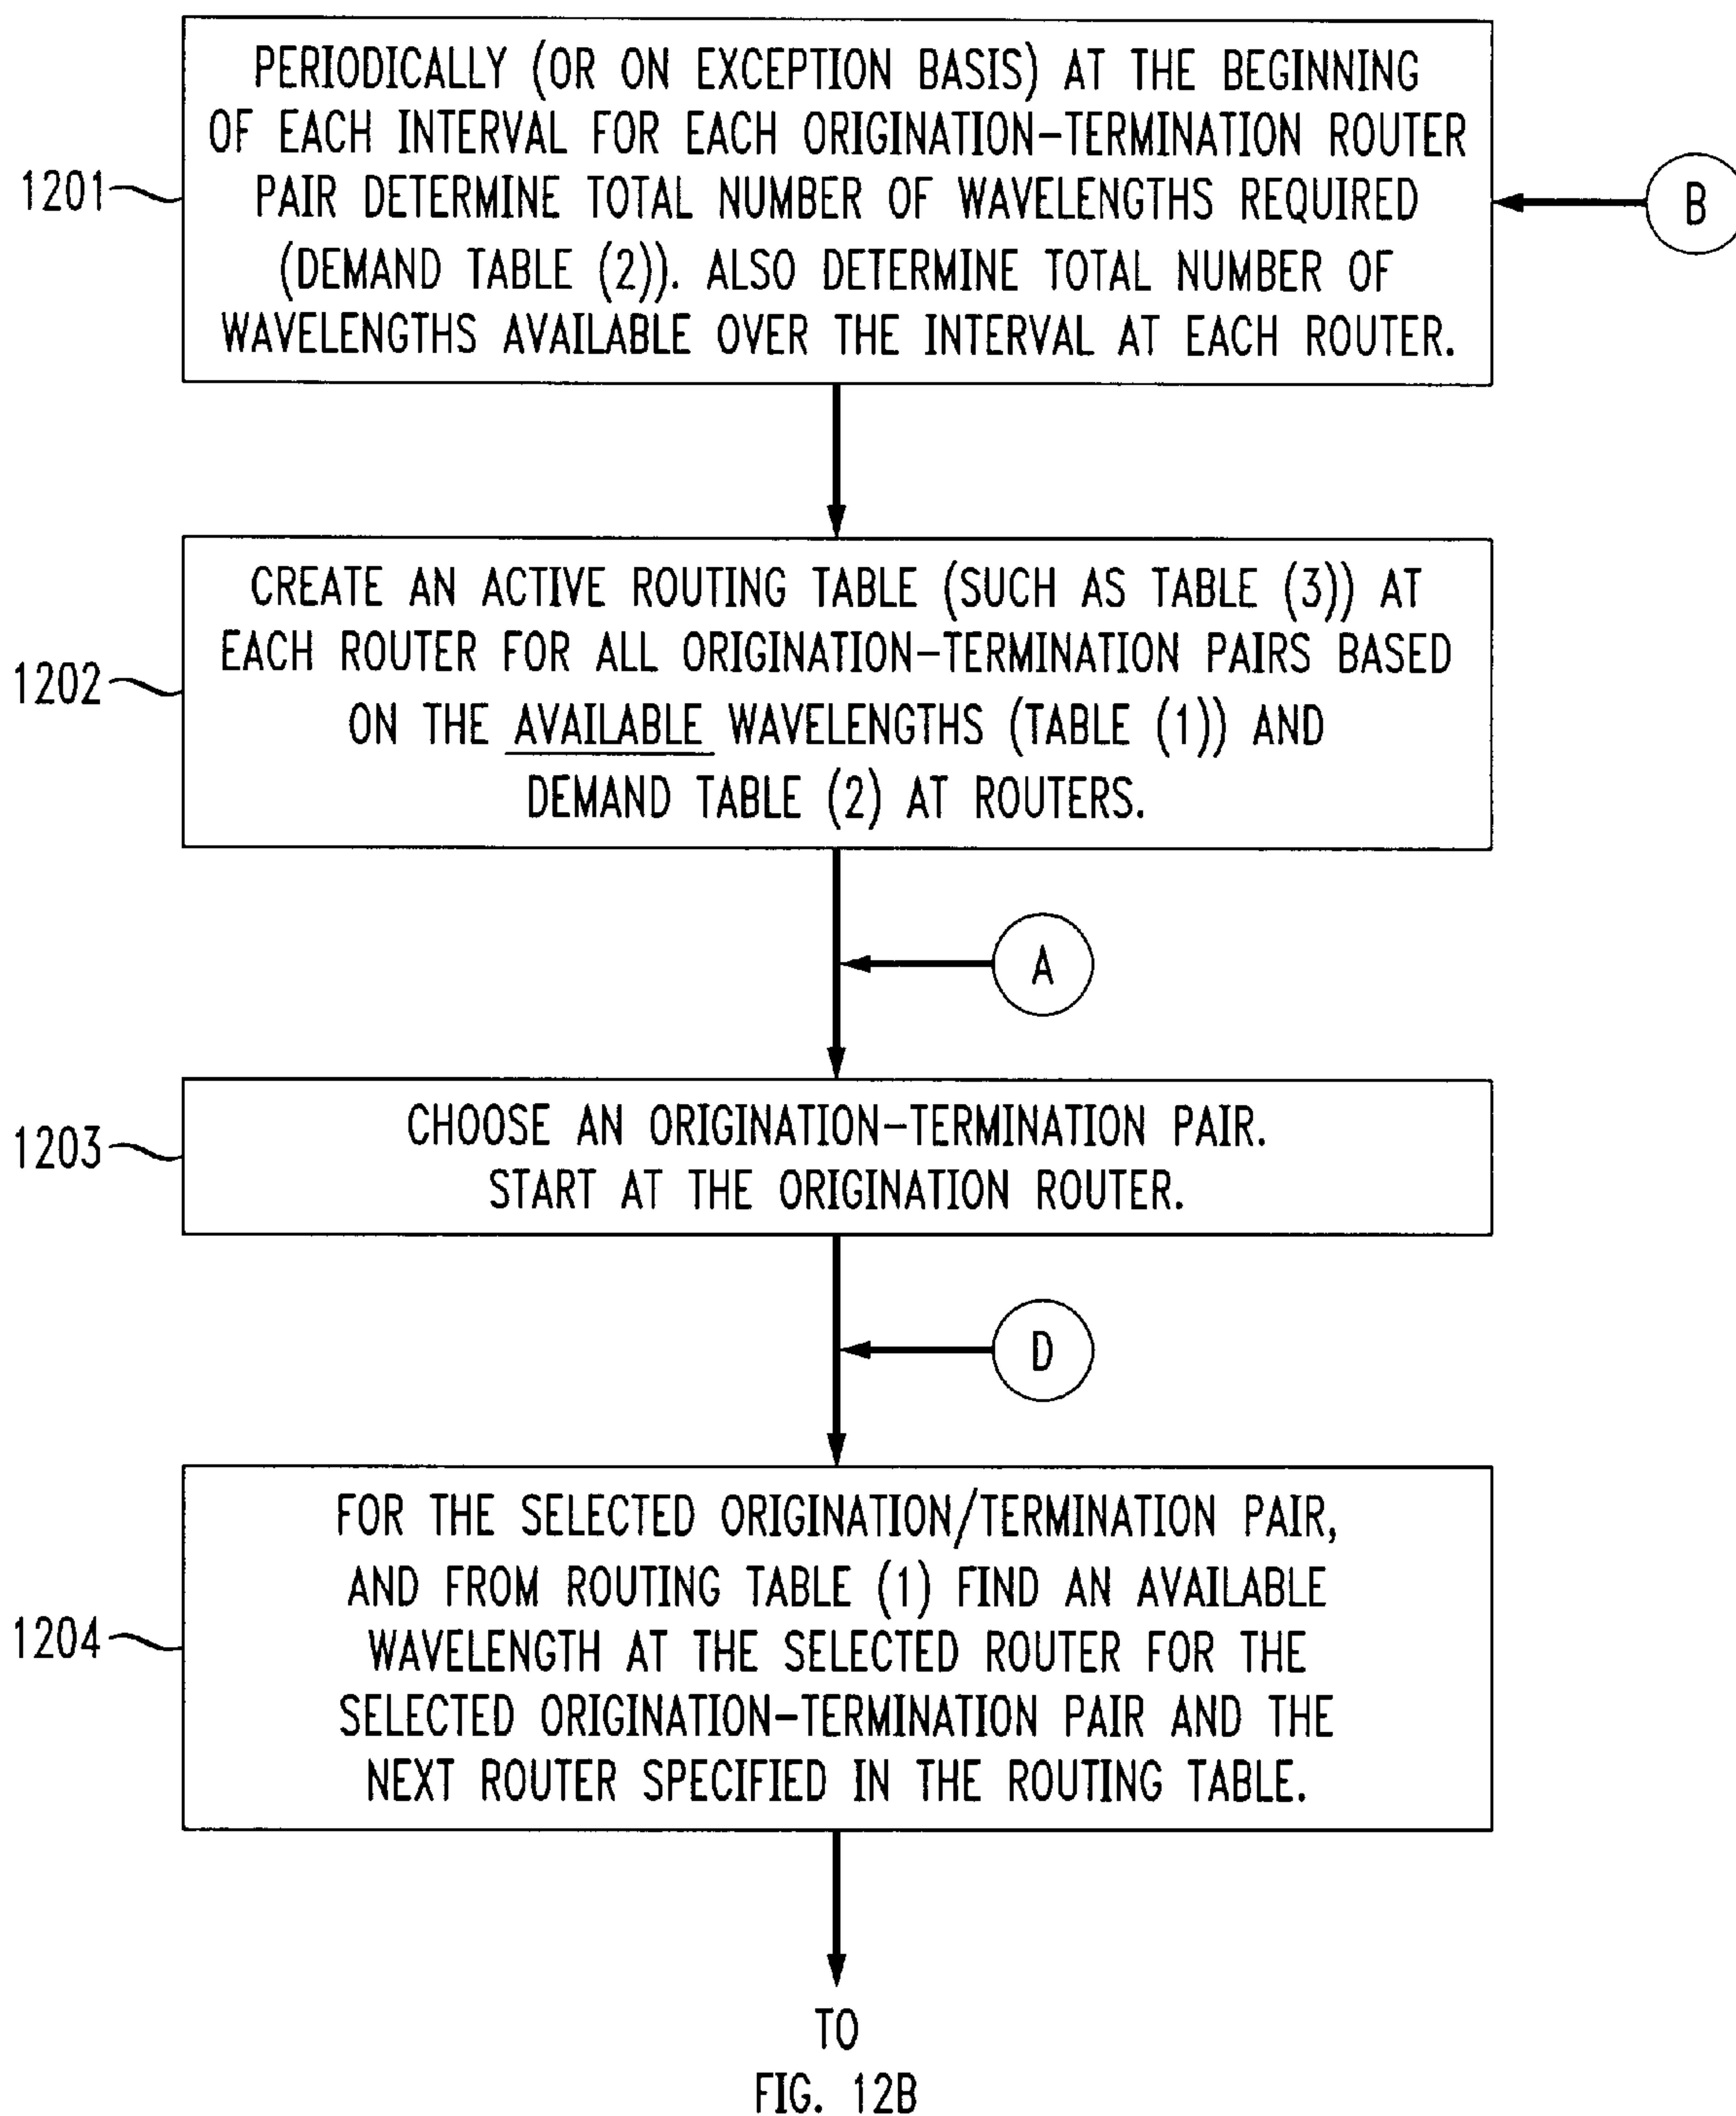 PERIODICALLY (OR ON EXCEPTION BASIS) AT THE BEGINNING
OF EACH INTERVAL FOR EACH ORIGINATION-TERMINATION ROUTER
PAIR DETERMINE TOTAL NUMBER OF WAVELENGTHS REQUIRED
(DEMAND TABLE (2)). ALSO DETERMINE TOTAL NUMBER OF
WAVELENGTHS AVAILABLE OVER THE INTERVAL AT EACH ROUTER.
1201
B
CREATE AN ACTIVE ROUTING TABLE (SUCH AS TABLE (3)) AT
EACH ROUTER FOR ALL ORIGINATION-TERMINATION PAIRS BASED
ON THE AVAILABLE WAVELENGTHS (TABLE (1)) AND
DEMAND TABLE (2) AT ROUTERS.
1202
A
CHOOSE AN ORIGINATION-TERMINATION PAIR.
START AT THE ORIGINATION ROUTER.
1203
D
FOR THE SELECTED ORIGINATION/TERMINATION PAIR,
AND FROM ROUTING TABLE (1) FIND AN AVAILABLE
WAVELENGTH AT THE SELECTED ROUTER FOR THE
SELECTED ORIGINATION-TERMINATION PAIR AND THE
NEXT ROUTER SPECIFIED IN THE ROUTING TABLE.
1204
TO
FIG. 12B